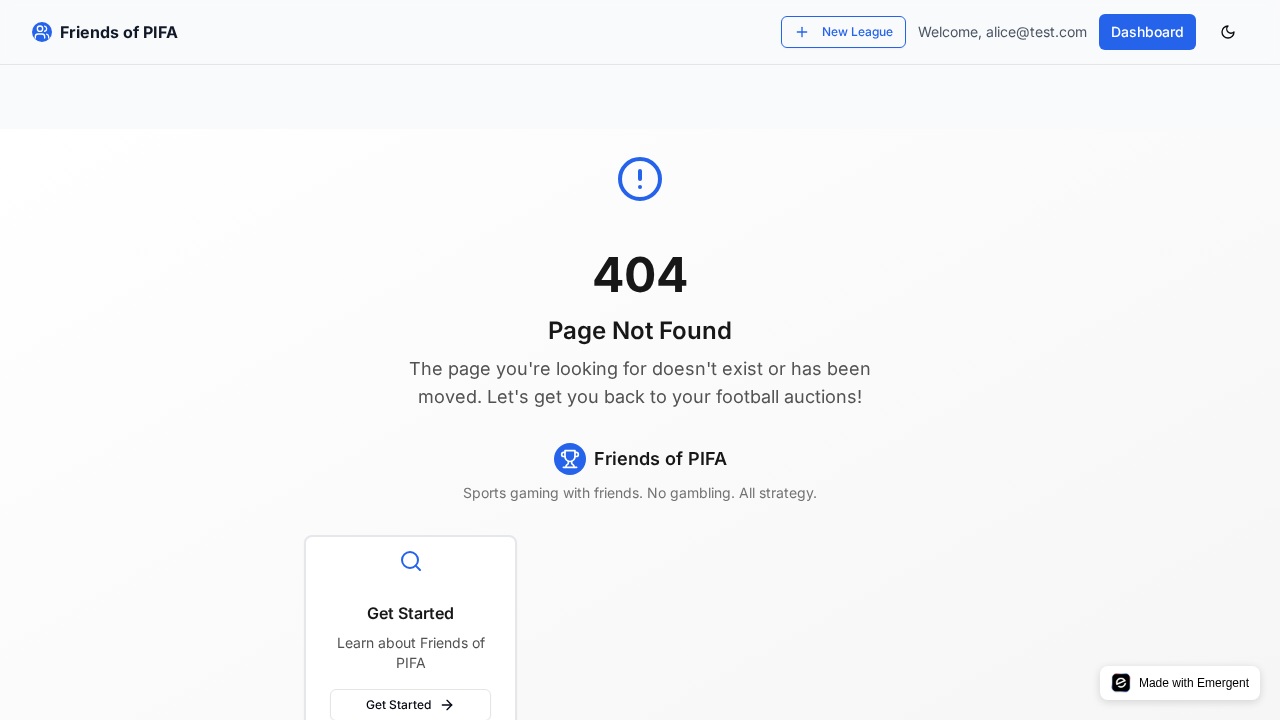 Friends of PIFA
New League
Welcome, alice@test.com
Dashboard
404
Page Not Found
The page you're looking for doesn't exist or has been
moved. Let's get you back to your football auctions!
Friends of PIFA
Sports gaming with friends. No gambling. All strategy.
Get Started
Learn about Friends of
PIFA
Get Started
Made with Emergent